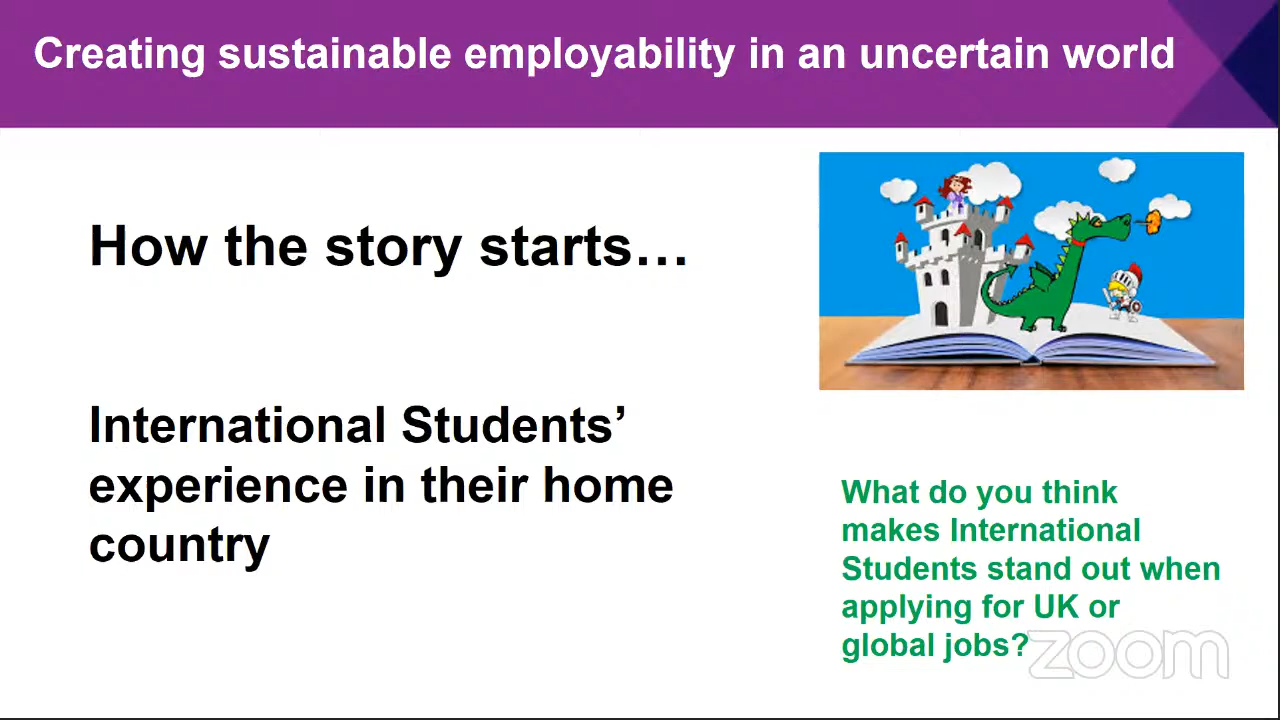 Creating sustainable employability in an uncertain world
How the story starts…
International Students’
experience in their home
country
What do you think
makes International
Students stand out when
applying for UK or
global jobs?
zoom